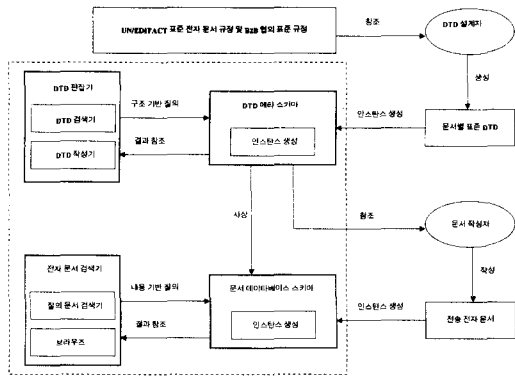 UN/EDIFACT 표준 전자 문서 규정 및 B2B 협의 표준 규정
참조
DTD 설계자
생성
DTD 편집기
DTD 검색기
DTD 작성기
구조 기반 질의
결과 참조
DTD 메타 스키마
인스턴스 생성
인스턴스 생성
문서별 표준 DTD
사상
참조
문서 작성자
작성
전자 문서 검색기
질의 문서 검색기
브라우즈
내용 기반 질의
결과 참조
문서 데이타베이스 스키마
인스턴스 생성
인스턴스 생성
전송 전자 문서